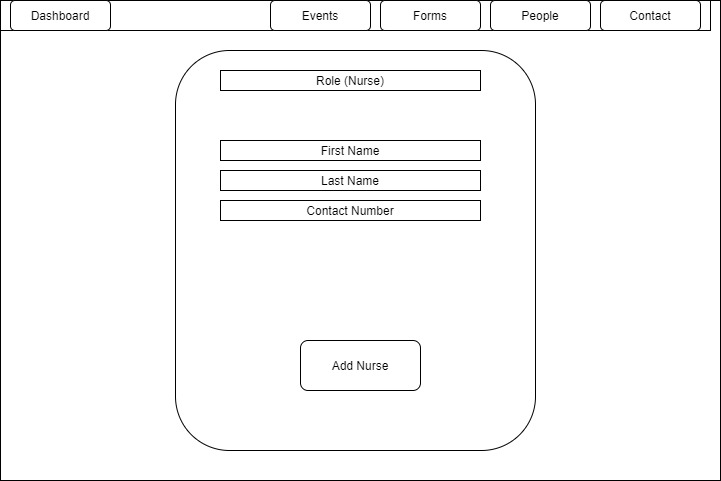 Dashboard
Events
Forms
People
Contact
Role (Nurse)
First Name
Last Name
Contact Number
Add Nurse